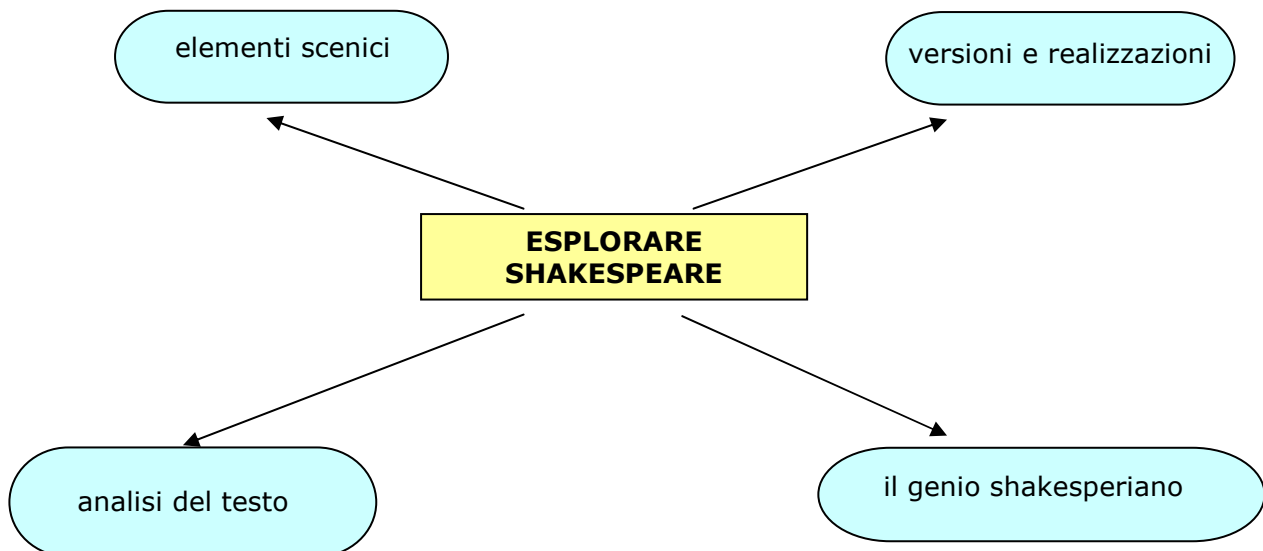 elementi scenici
versioni e realizzazioni
ESPLORARE
SHAKESPEARE
analisi del testo
il genio shakesperiano